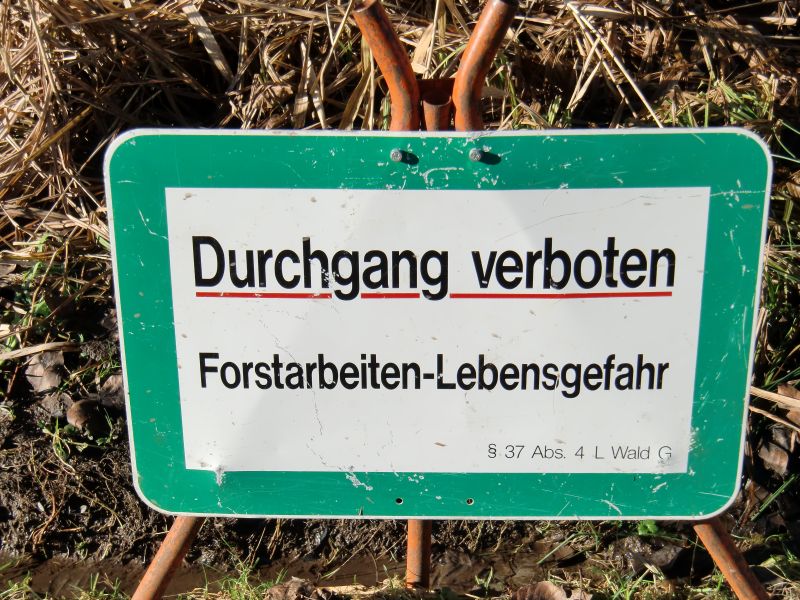 Durchgang verboten
Forstarbeiten-Lebensgefahr
§ 37 Abs. 4 L Wald G